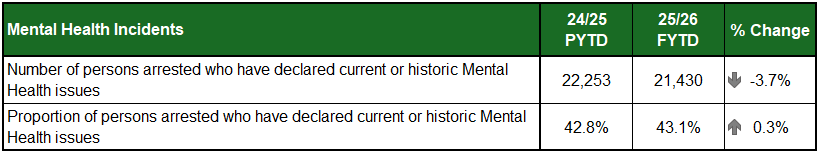 Mental Health Incidents 24/25 PYTD 25/26 FYTD % Change
Number of persons arrested who have declared current or historic Mental
Health issues 22,253 21,430 -3.7%
Proportion of persons arrested who have declared current or historic Mental
Health issues 42.8% 43.1% 0.3%